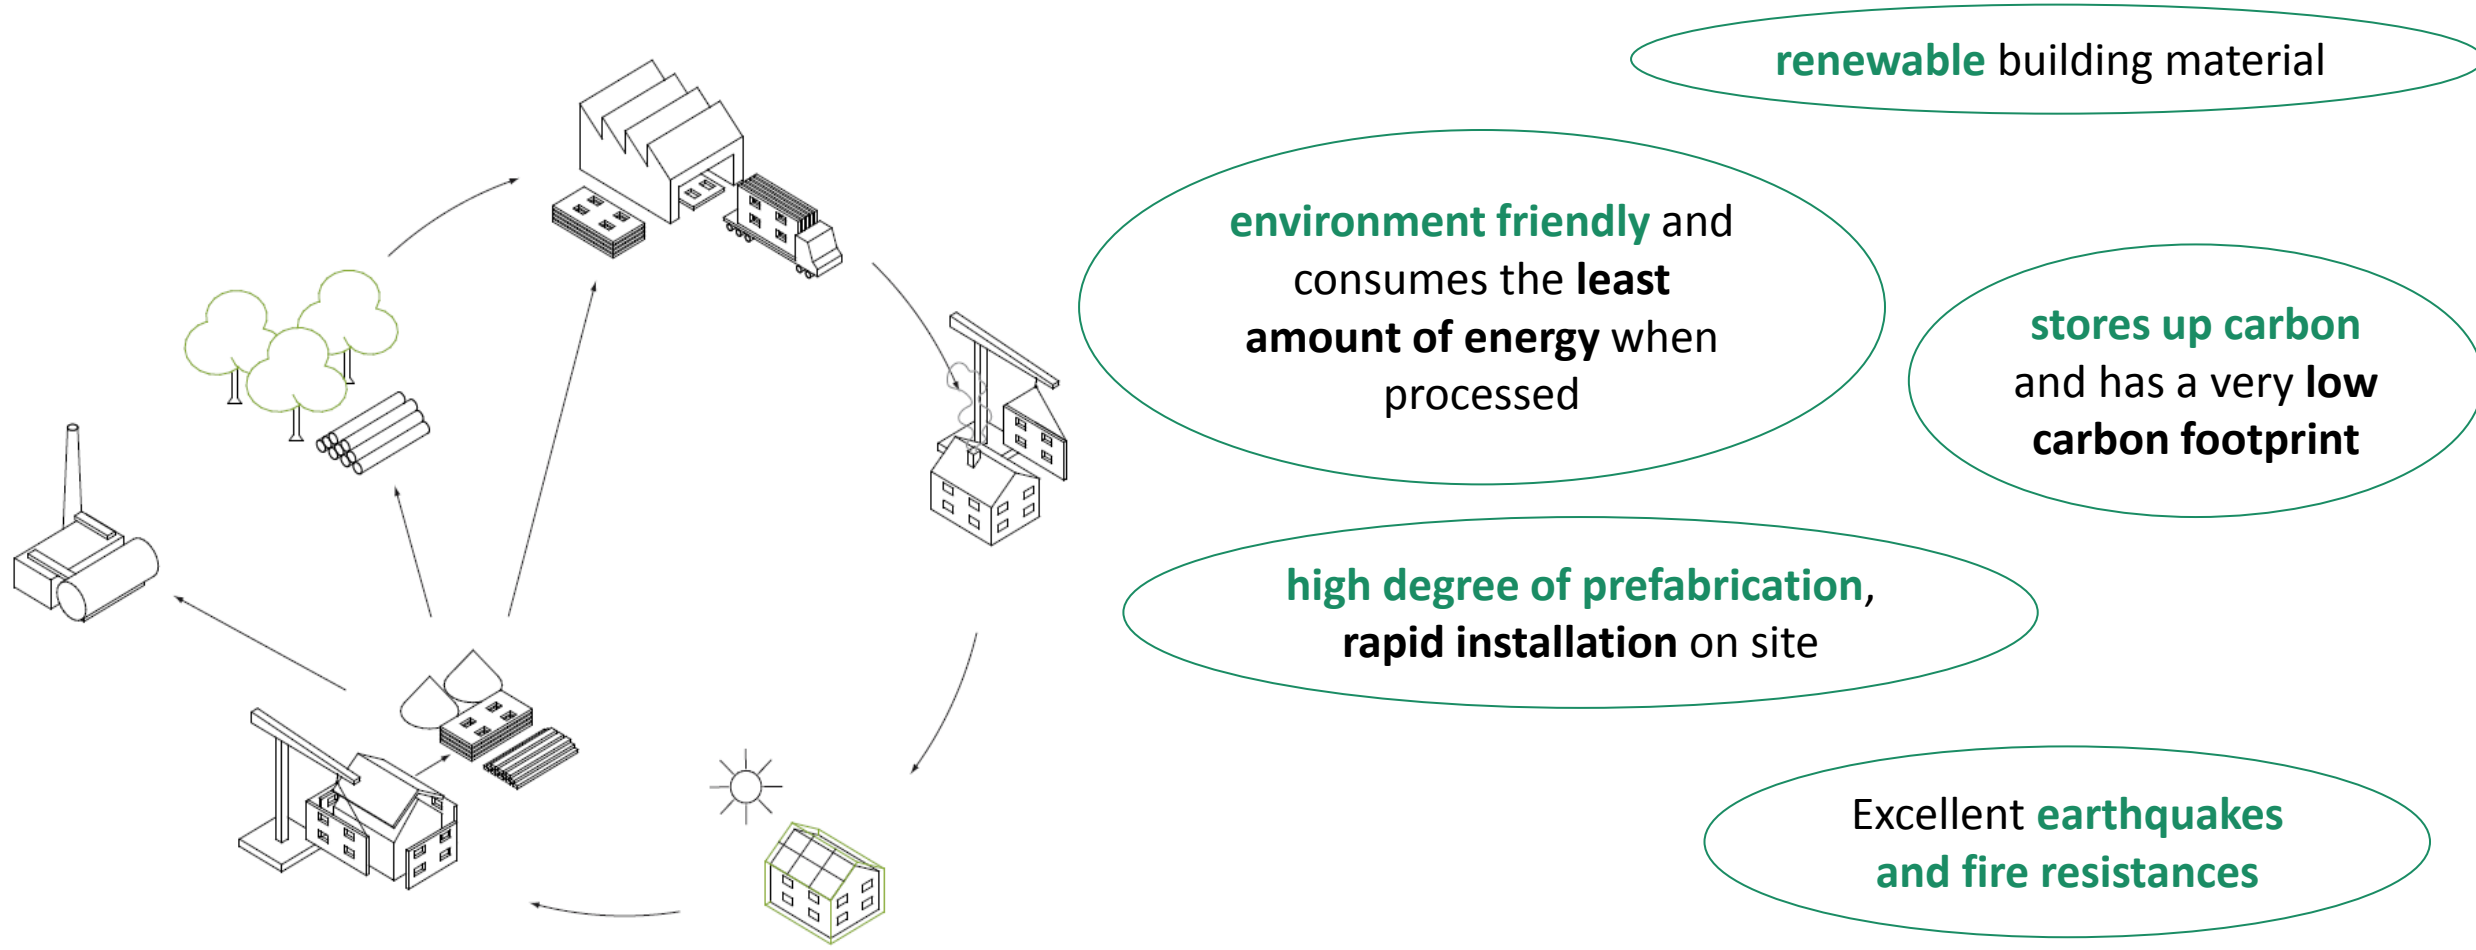 renewable building material
environment friendly and
consumes the least
amount of energy when
processed
stores up carbon
and has a very low
carbon footprint
high degree of prefabrication,
rapid installation on site
Excellent earthquakes
and fire resistances